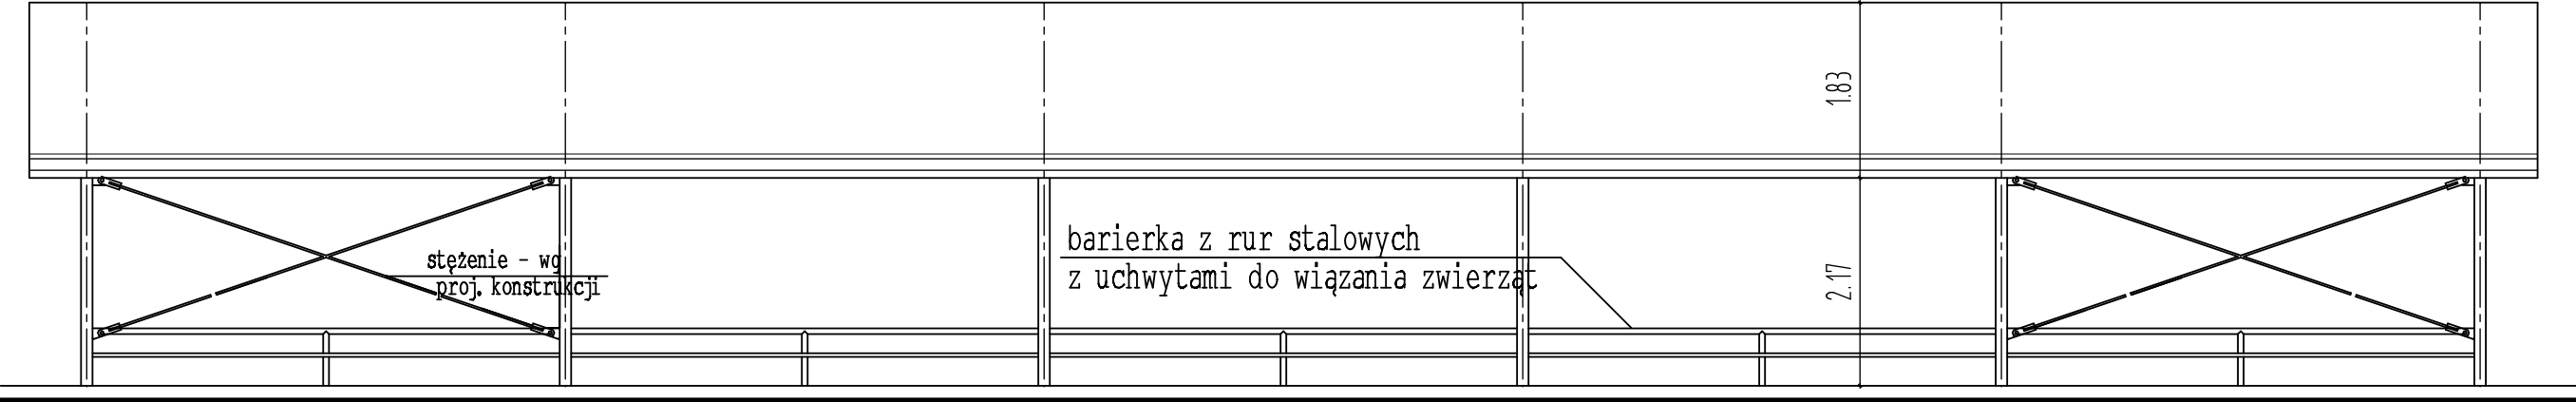 1.83
stężenie - wg
proj. konstrukcji
barierka z rur stalowych
z uchwytami do wiązania zwierząt
2.17